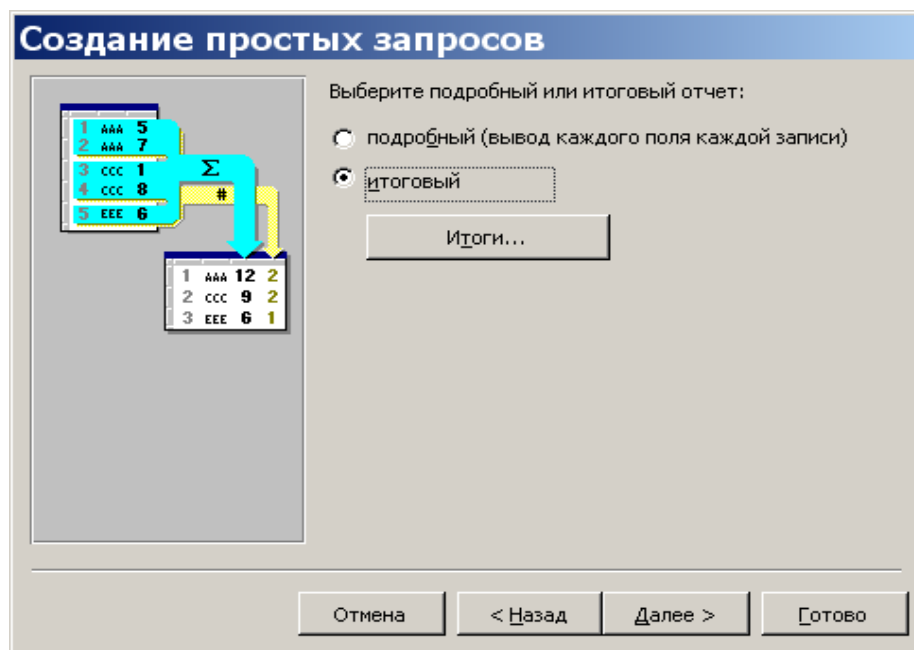 Создание простых запросов
Выберите подробный или итоговый отчет:
подробный (вывод каждого поля каждой записи)
итоговый
Итоги...
1 AAA 5
2 AAA 7
3 CCC 1
4 CCC 8
5 EEE 6
Σ
#
1 AAA 12 2
2 CCC 9 2
3 EEE 6 1
Отмена
< Назад
Далее >
Готово